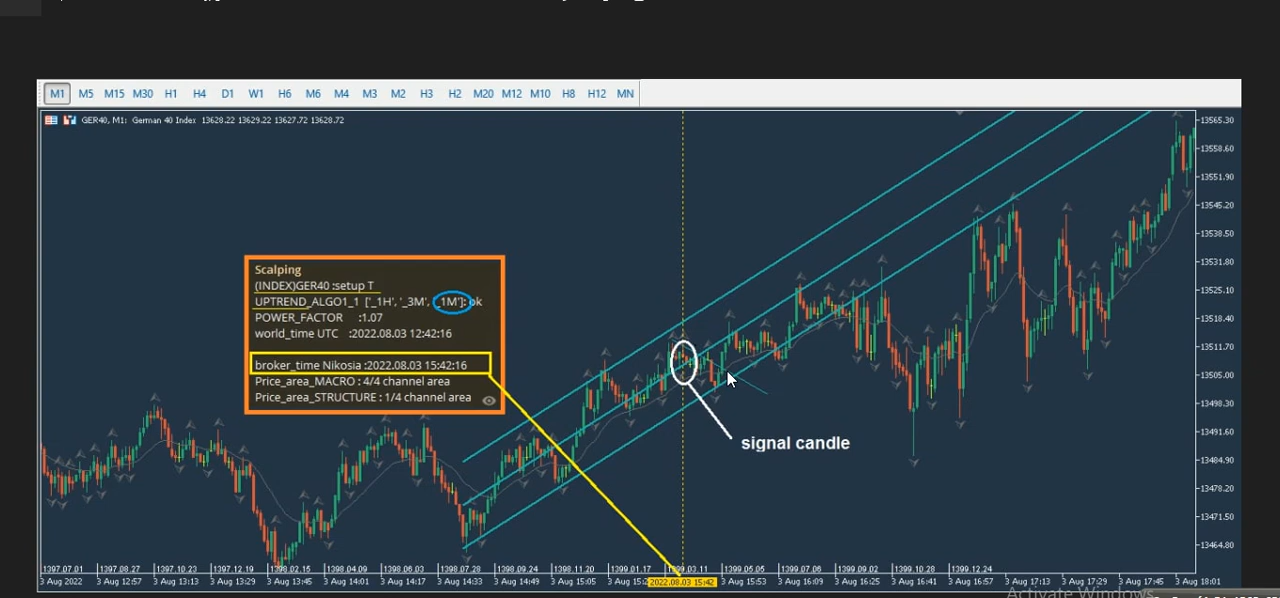 M1 M5 M15 M30 H1 H4 D1 W1 H6 M6 M4 M3 M2 H3 H2 M20 M12 M10 H8 H12 MN
GER40, M1: German 40 Index 13628.22 13629.22 13627.72 13628.72
13565.30
13558.60
13551.90
13545.20
13538.50
13531.80
13525.10
13518.40
13511.70
13505.00
13498.30
13491.60
13484.90
13478.20
13471.50
13464.80
Scalping
(INDEX)GER40 :setup T
UPTREND_ALGO1_1 ['_1H', '_3M', '_1M']: ok
POWER_FACTOR :1.07
world_time UTC :2022.08.03 12:42:16
broker_time Nikosia :2022.08.03 15:42:16
Price_area_MACRO : 4/4 channel area
Price_area_STRUCTURE : 1/4 channel area
signal candle
1397.07.01 1397.08.27 1397.10.23 1397.12.19 1398.02.15 1398.04.09 1398.06.03 1398.07.28 1398.09.24 1398.11.20 1399.01.15 1399.03.11 1399.05.05 1399.07.06 1399.09.02 1399.10.28 1399.12.24
3 Aug 2022 3 Aug 12:57 3 Aug 13:13 3 Aug 13:29 3 Aug 13:45 3 Aug 14:01 3 Aug 14:17 3 Aug 14:33 3 Aug 14:49 3 Aug 15:05 3 Aug 2022.08.03 15:42 3 Aug 15:53 3 Aug 16:09 3 Aug 16:25 3 Aug 16:41 3 Aug 16:57 3 Aug 17:13 3 Aug 17:29 3 Aug 17:45 3 Aug 18:01
Activate Windows